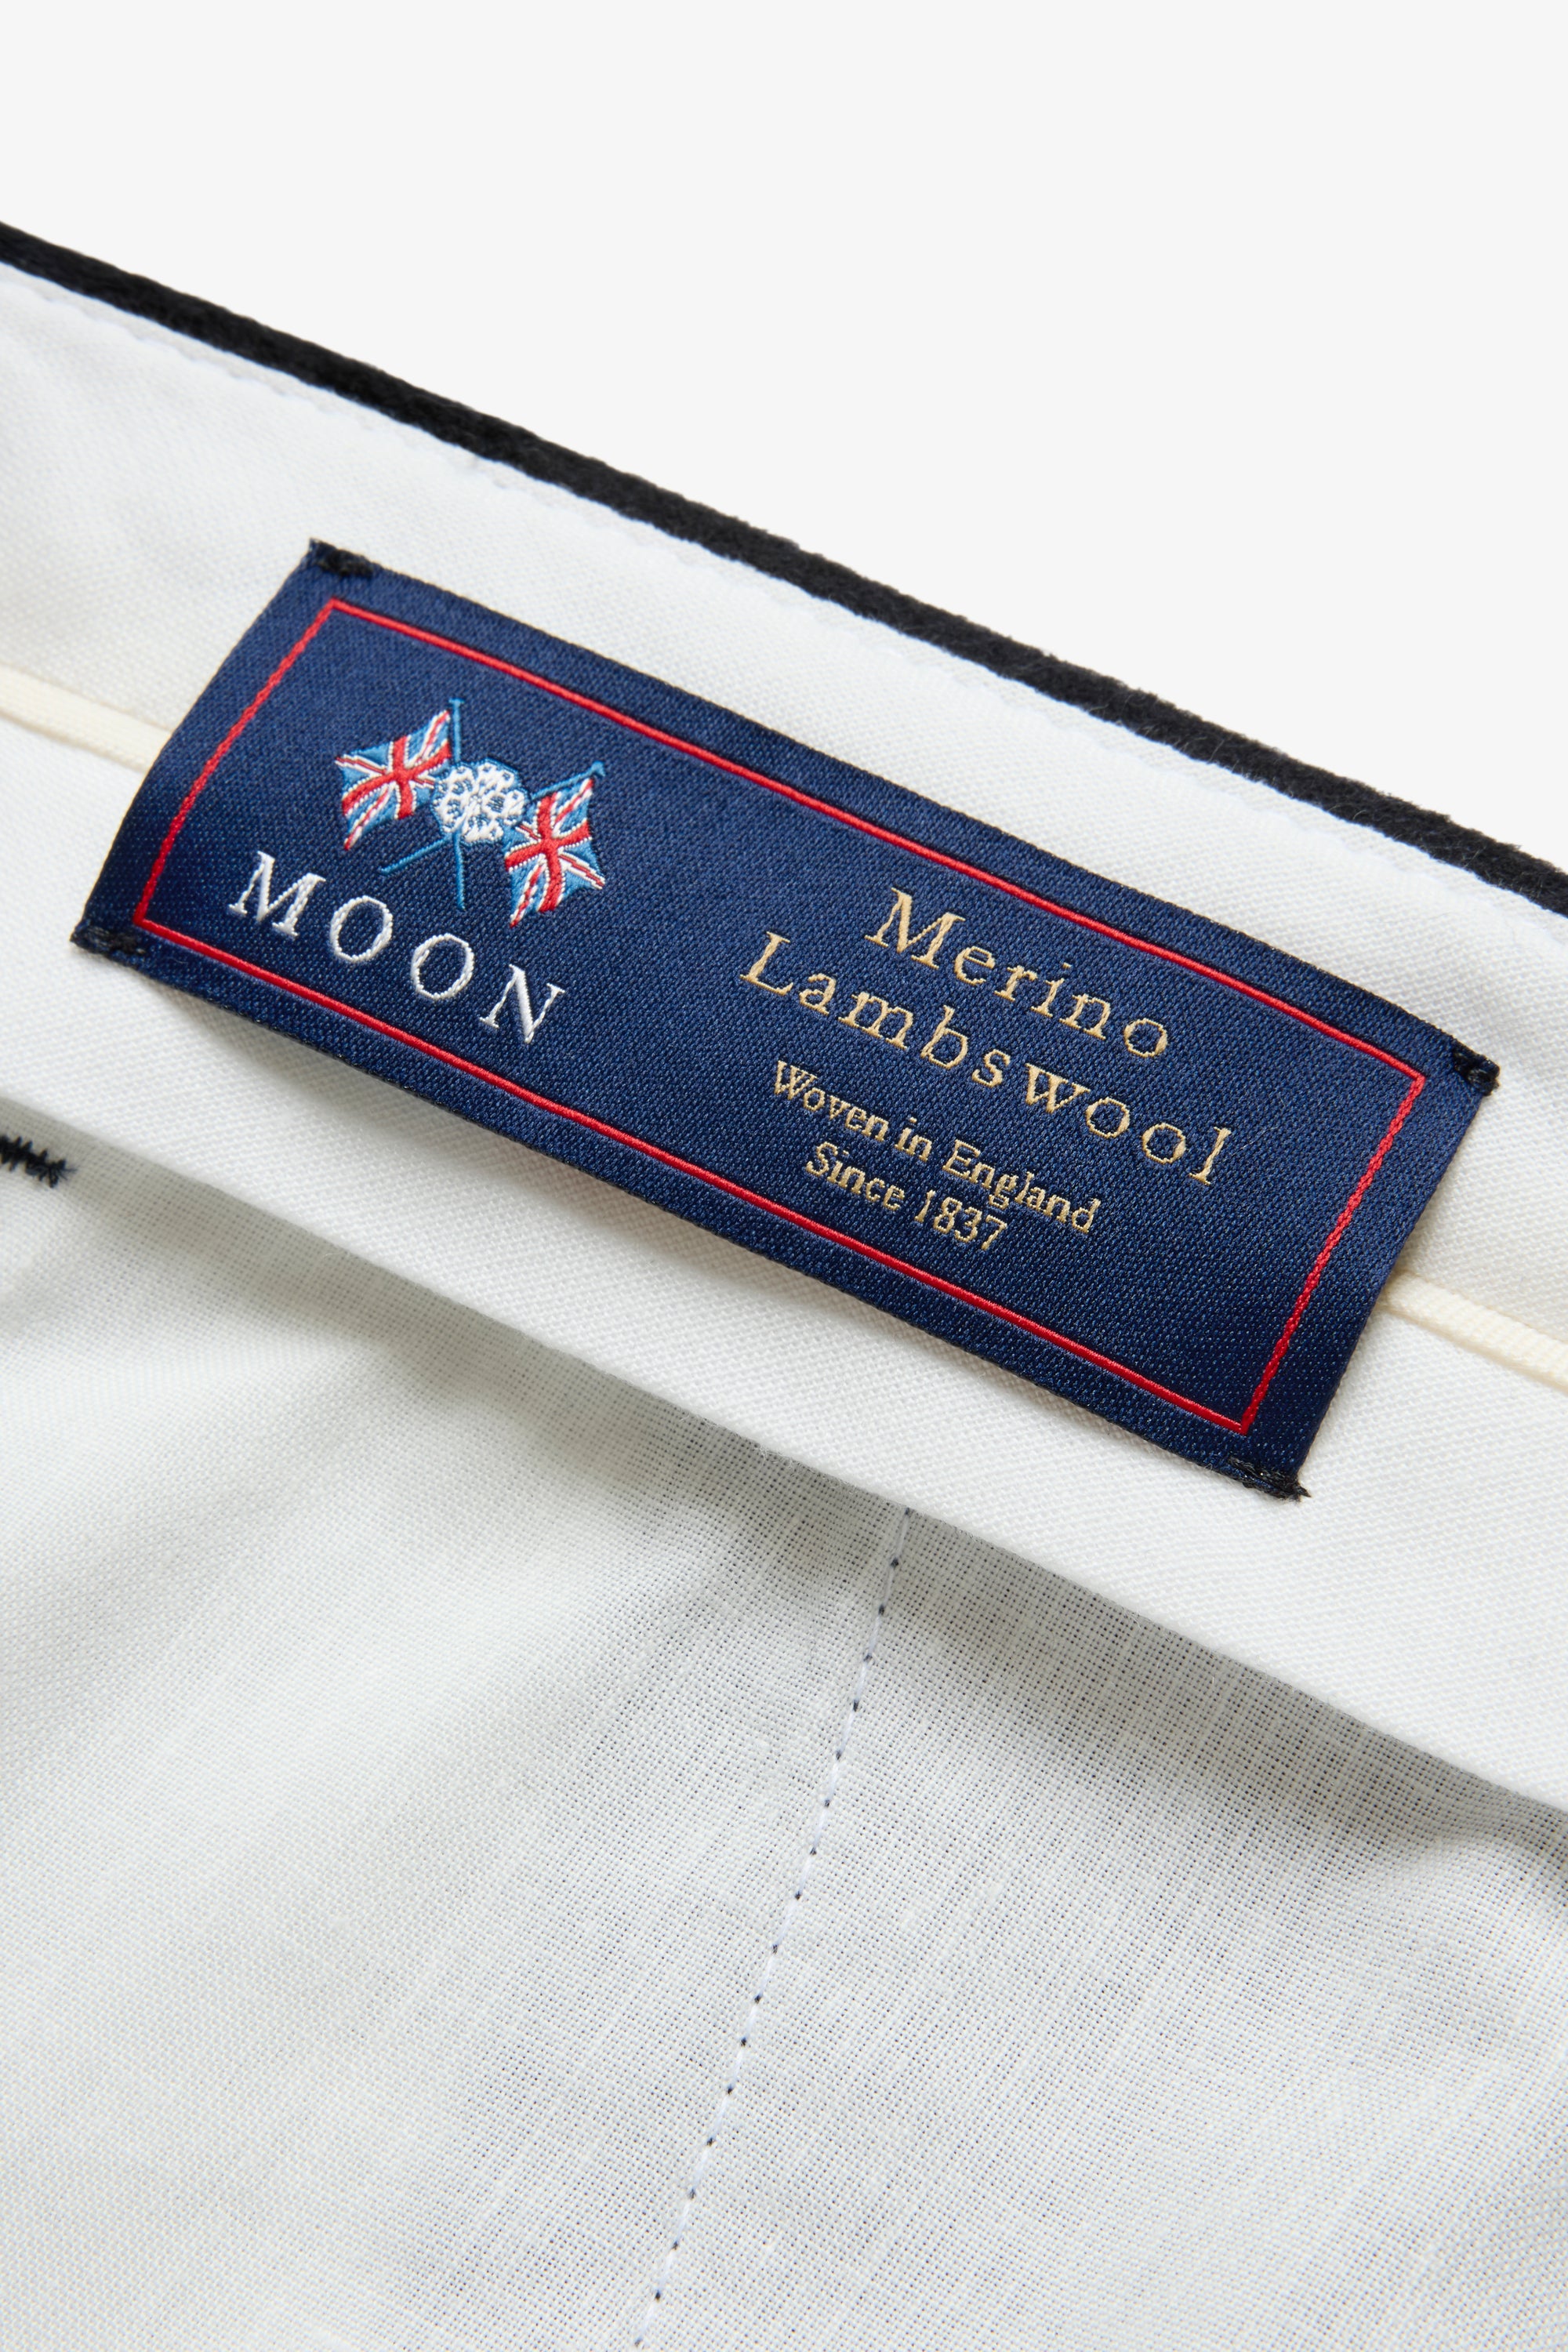 MOON
Merino
Lambswool
Woven in England
Since 1837